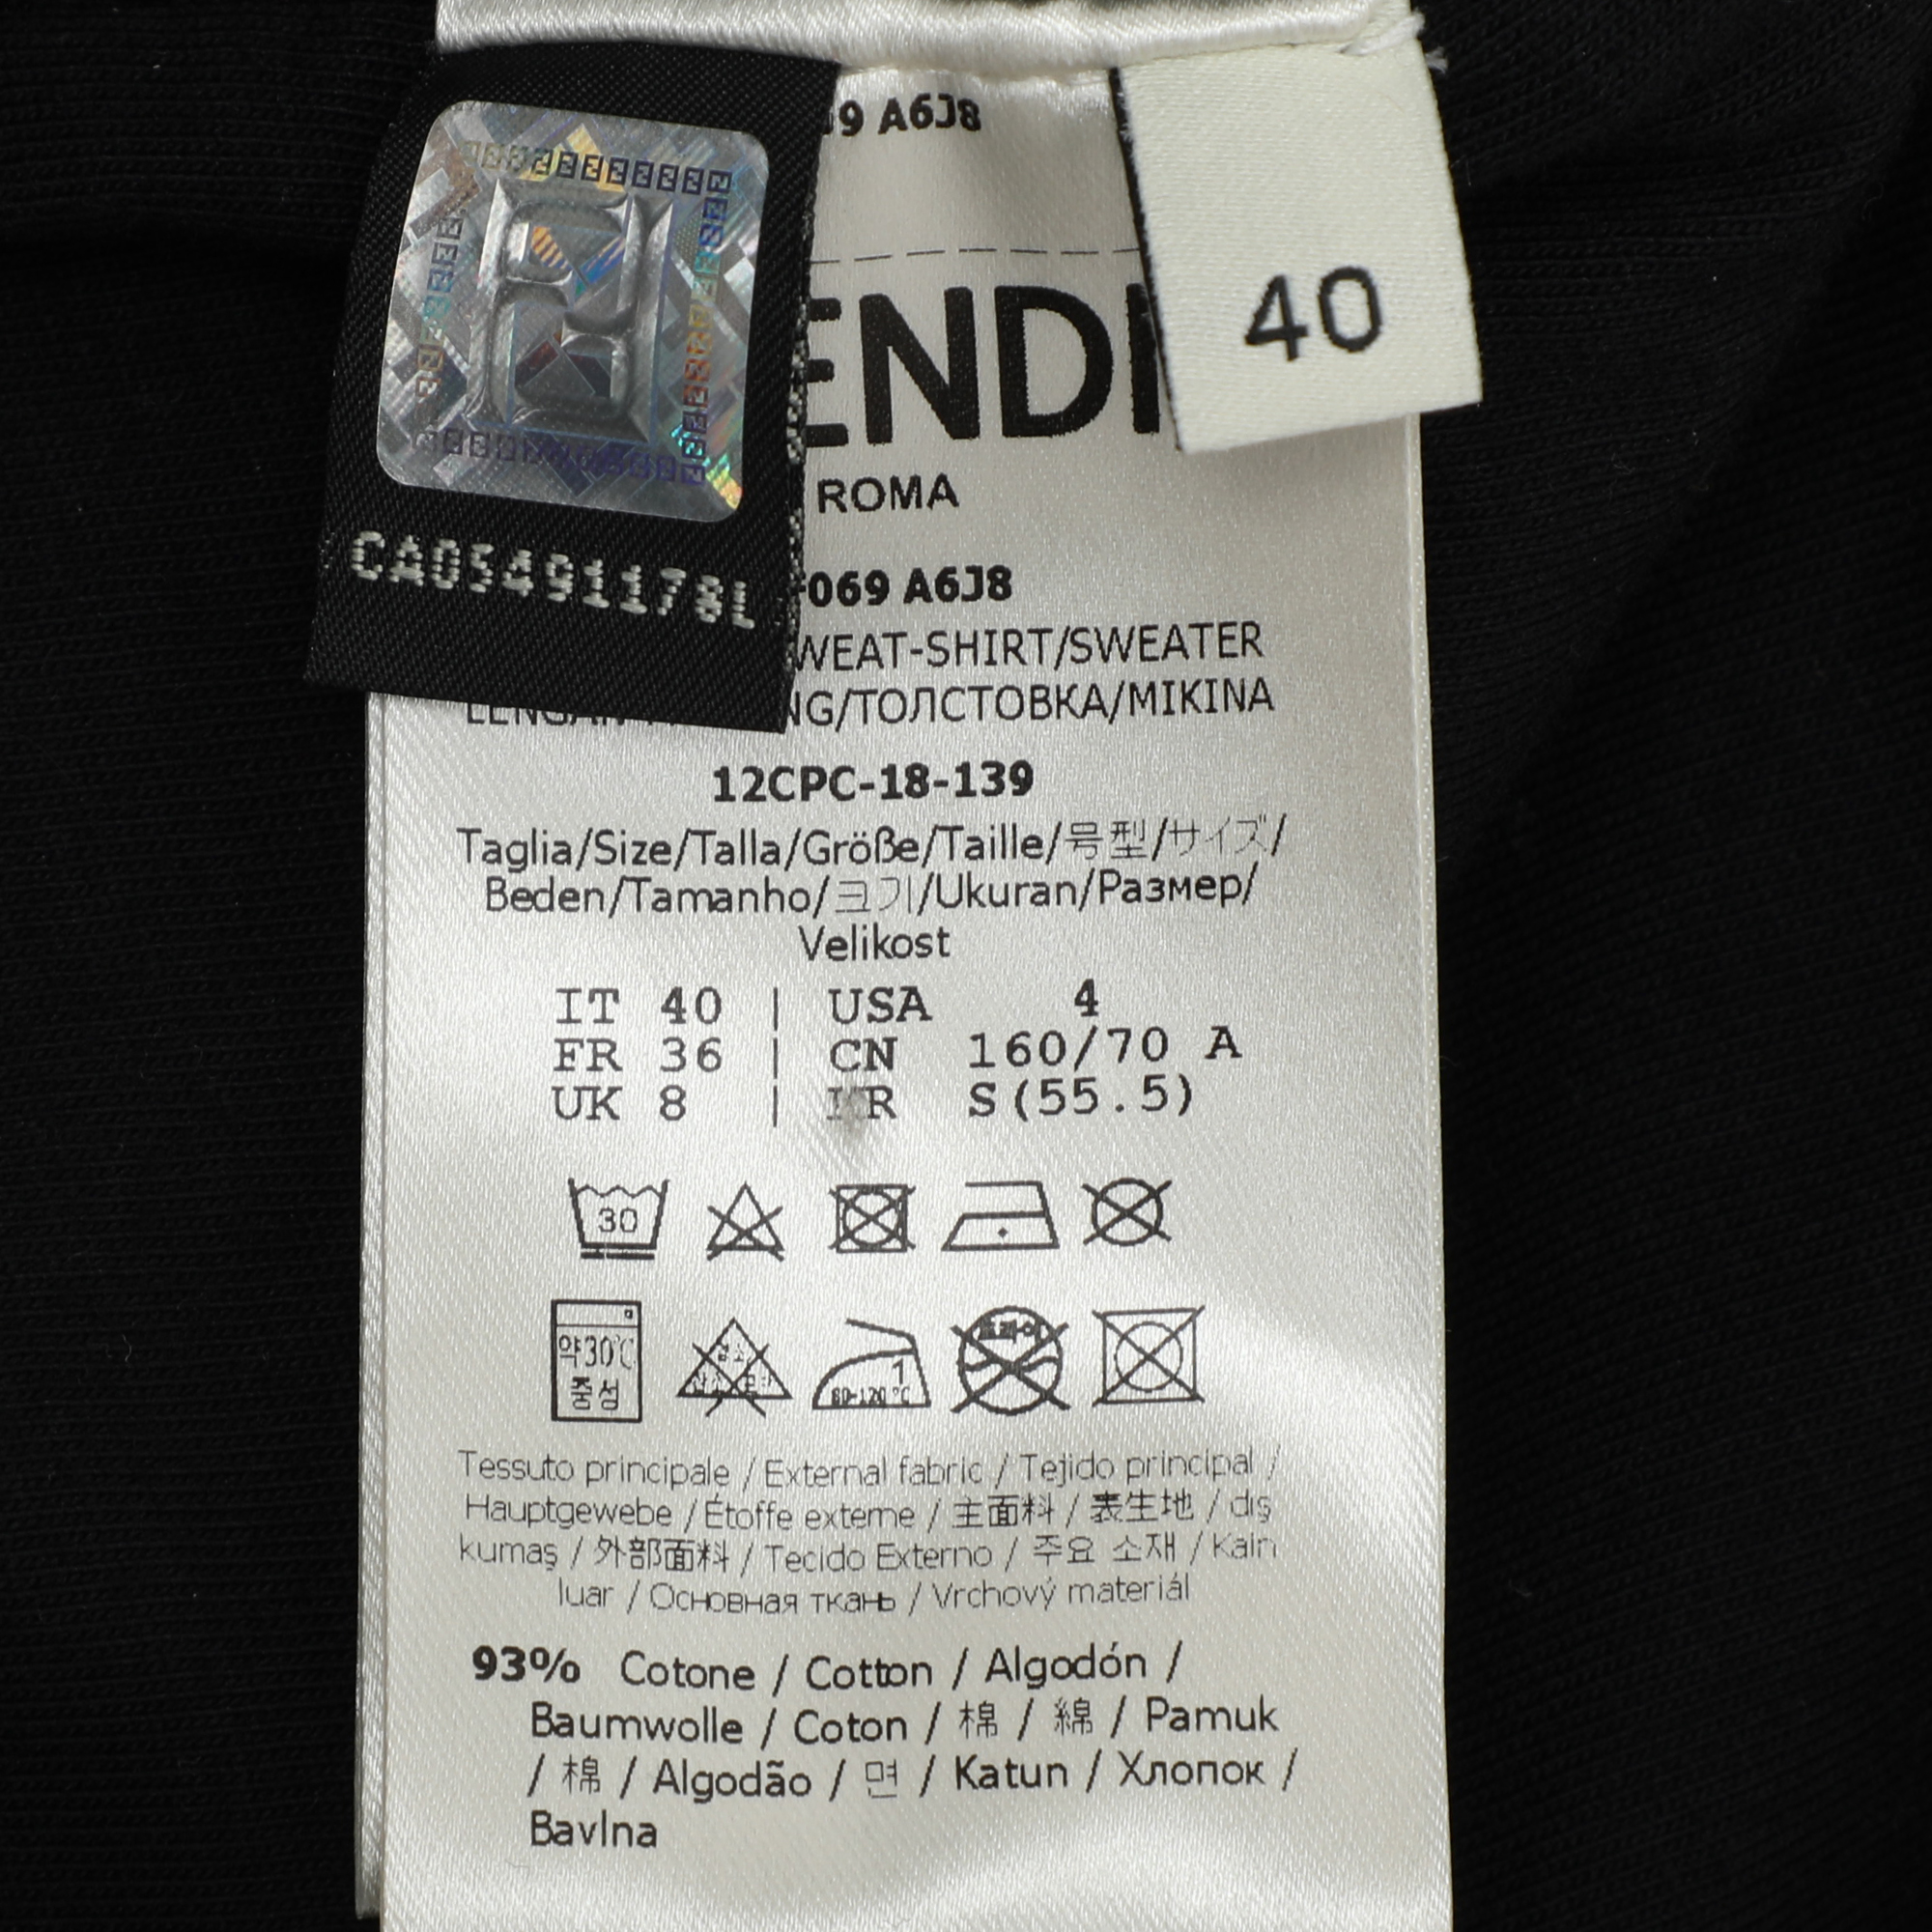 9 A6J8
40
ENDI
ROMA
CA05491178L
069 A6J8
WEAT-SHIRT/SWEATER
NG/ТОЛСТОВКА/MIKINA
12CPC-18-139
Taglia/Size/Talla/Größe/Taille/号型/サイズ/
Beden/Tamanho/크기/Ukuran/Размер/
Velikost
IT 40 | USA 4
FR 36 | CN 160/70 A
UK 8 | KR S(55.5)
30
약30℃
중성
1
80-120 °C
Tessuto principale / External fabric / Tejido principal /
Hauptgewebe / Étoffe externe / 主面料 / 表生地 / dış
kumaş / 外部面料 / Tecido Externo / 주요 소재 / Kain
luar / Основная ткань / Vrchový materiál
93% Cotone / Cotton / Algodón /
Baumwolle / Coton / 棉 / 綿 / Pamuk
/ 棉 / Algodão / 면 / Katun / Хлопок /
Bavlna